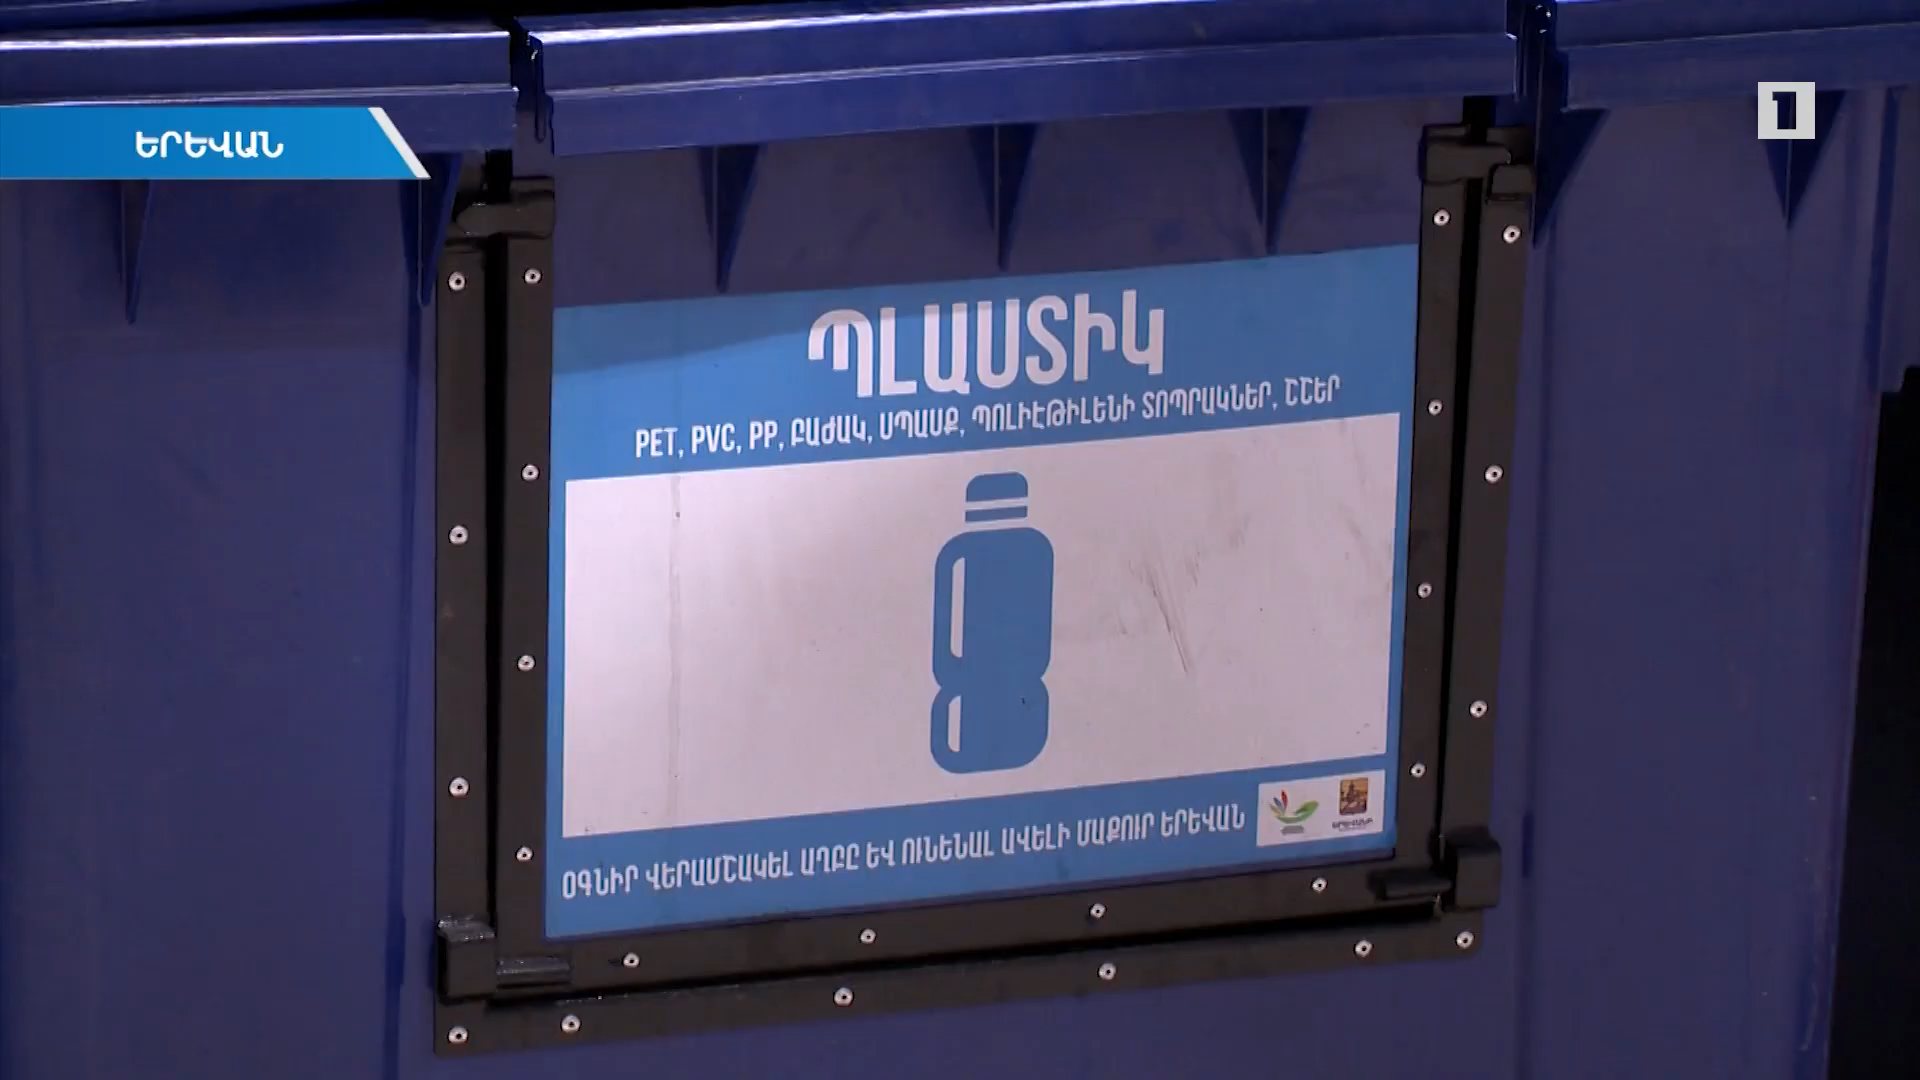 ԵՐԵՎԱՆ
1
ՊԼԱՍՏԻԿ
PET, PVC, PP, ԲԱԺԱԿ, ՍՊԱՍՔ, ՊՈԼԻԷԹԻԼԵՆԻ ՏՈՊՐԱԿՆԵՐ, ՇՇԵՐ
ՕԳՆԻՐ ՎԵՐԱՄՇԱԿԵԼ ԱՂԲԸ ԵՎ ՈՒՆԵՆԱԼ ԱՎԵԼԻ ՄԱՔՈՒՐ ԵՐԵՎԱՆ